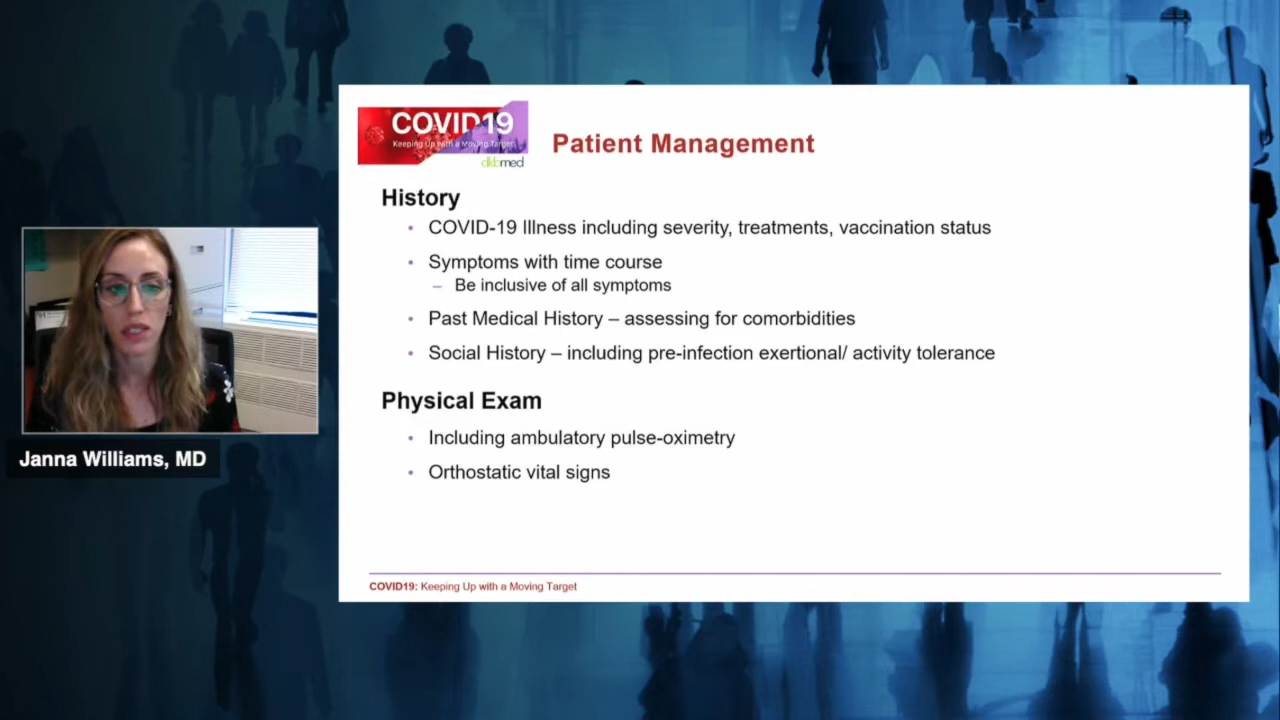 COVID19
Keeping Up with a Moving Target
dkbmed
Patient Management
History
• COVID-19 Illness including severity, treatments, vaccination status
• Symptoms with time course
– Be inclusive of all symptoms
• Past Medical History – assessing for comorbidities
• Social History – including pre-infection exertional/ activity tolerance
Physical Exam
• Including ambulatory pulse-oximetry
• Orthostatic vital signs
Janna Williams, MD
COVID19: Keeping Up with a Moving Target